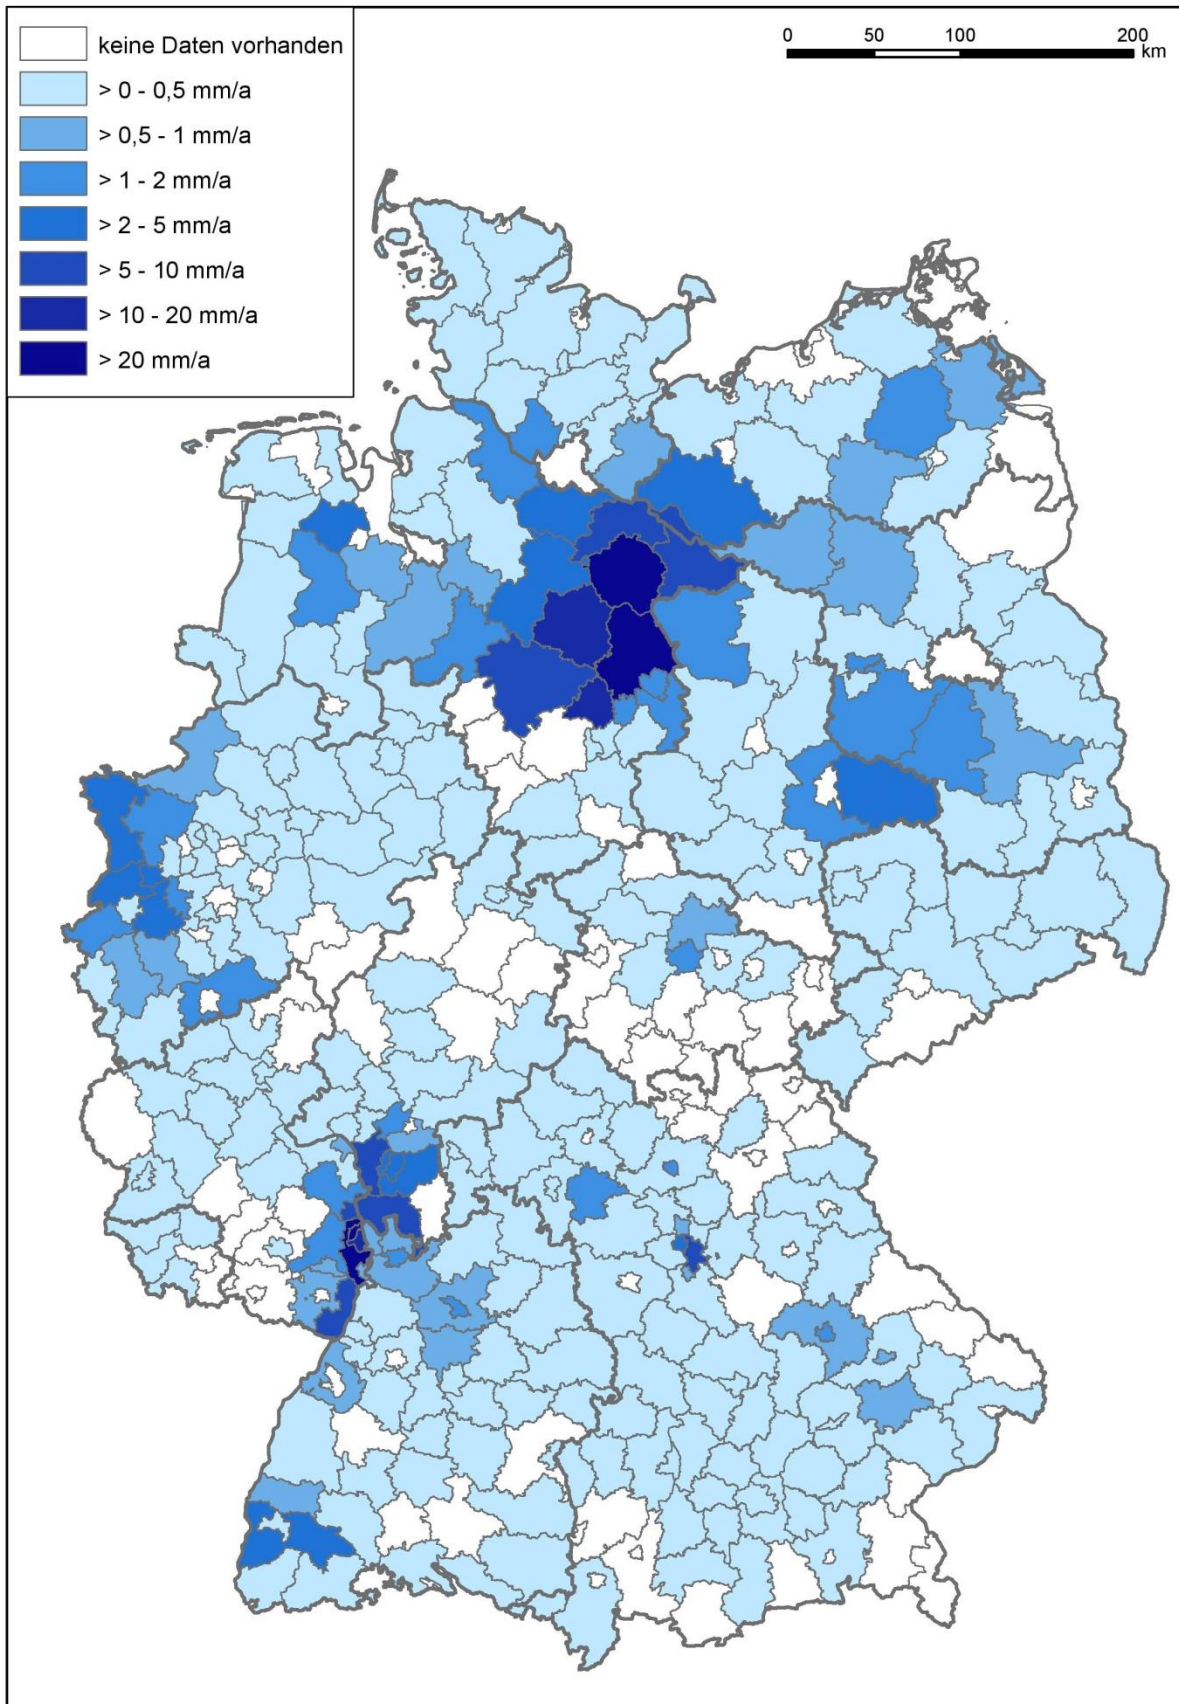 keine Daten vorhanden
> 0 - 0,5 mm/a
> 0,5 - 1 mm/a
> 1 - 2 mm/a
> 2 - 5 mm/a
> 5 - 10 mm/a
> 10 - 20 mm/a
> 20 mm/a
0 50 100 200
km